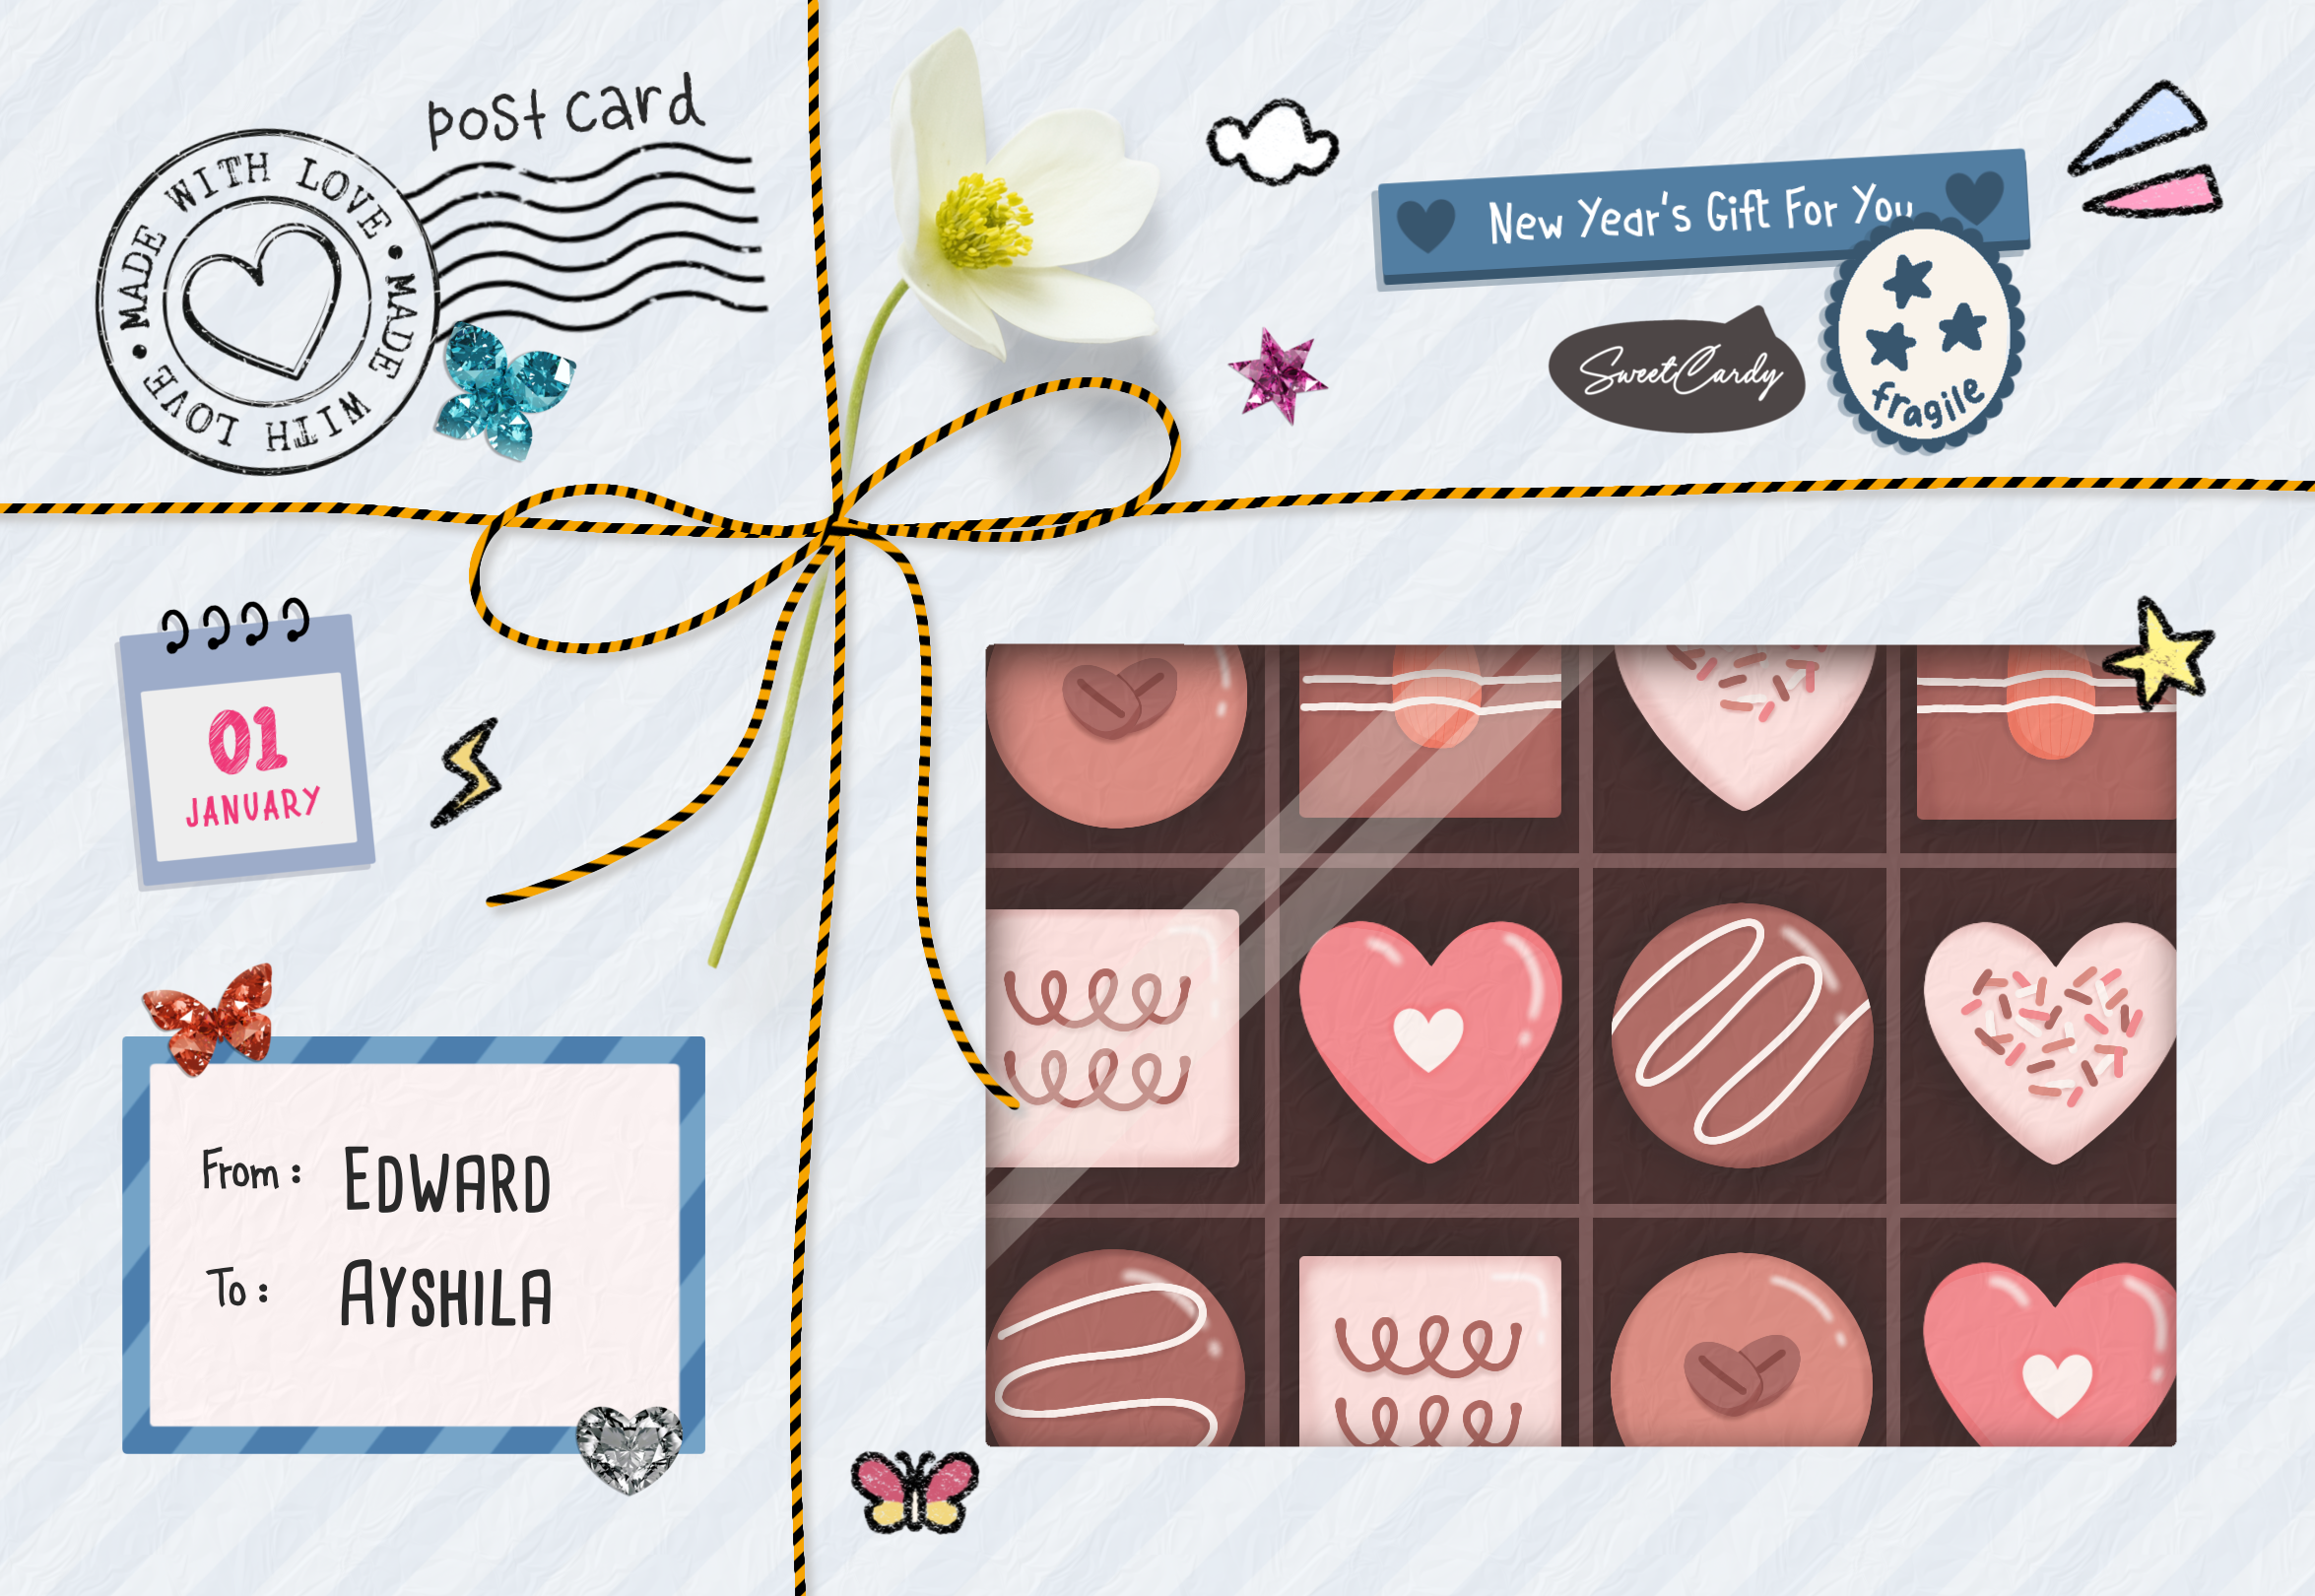 post card
MADE WITH LOVE • MADE WITH LOVE •
New Year's Gift For You
SweetCardy
fragile
01
JANUARY
From: EDWARD
To: AYSHILA